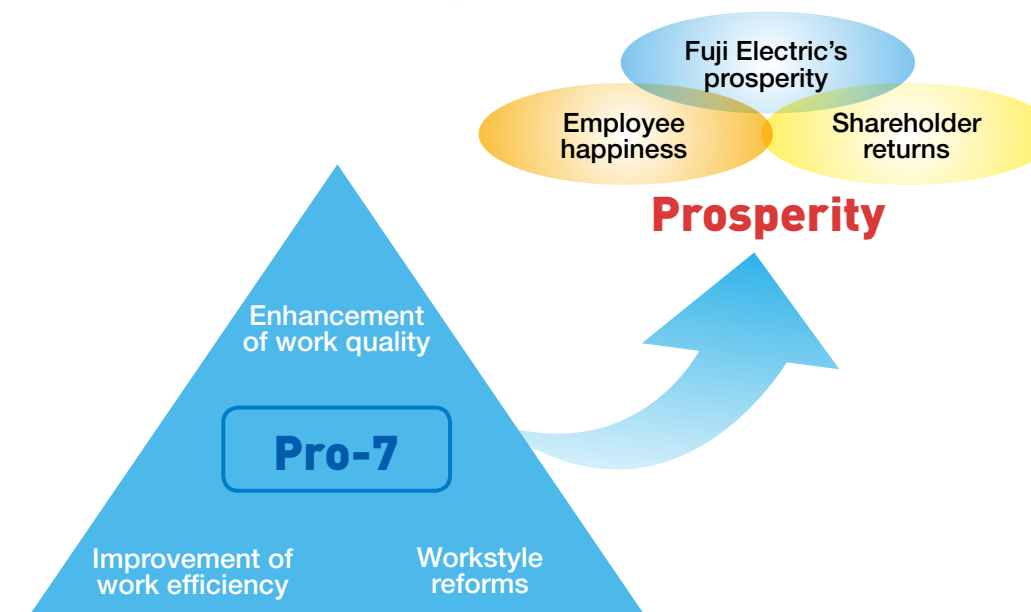 Fuji Electric’s
prosperity
Employee
happiness
Shareholder
returns
Prosperity
Enhancement
of work quality
Pro-7
Improvement of
work efficiency
Workstyle
reforms